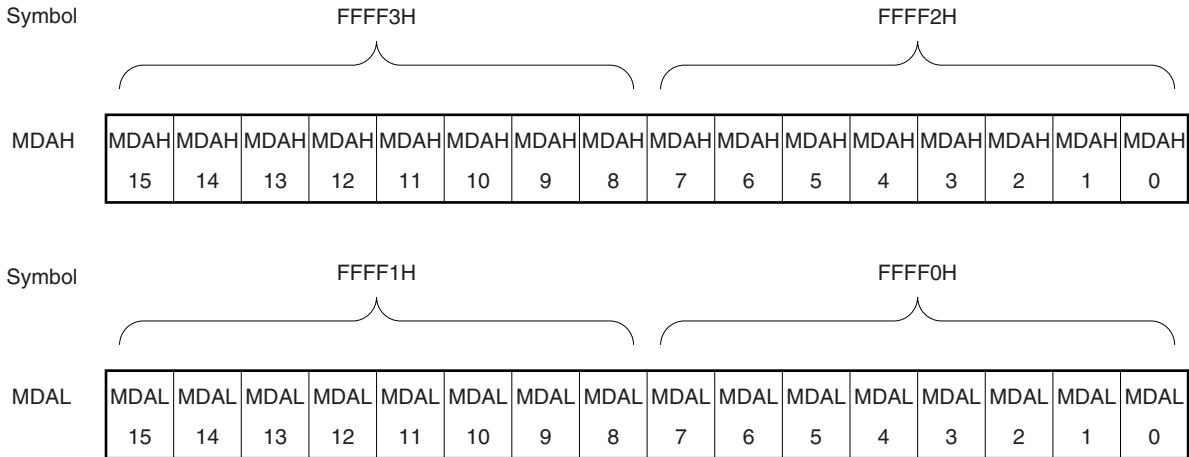 Symbol FFFF3H FFFF2H
MDAH MDAH MDAH MDAH MDAH MDAH MDAH MDAH MDAH MDAH MDAH MDAH MDAH MDAH MDAH MDAH MDAH
15 14 13 12 11 10 9 8 7 6 5 4 3 2 1 0
Symbol FFFF1H FFFF0H
MDAL MDAL MDAL MDAL MDAL MDAL MDAL MDAL MDAL MDAL MDAL MDAL MDAL MDAL MDAL MDAL MDAL
15 14 13 12 11 10 9 8 7 6 5 4 3 2 1 0